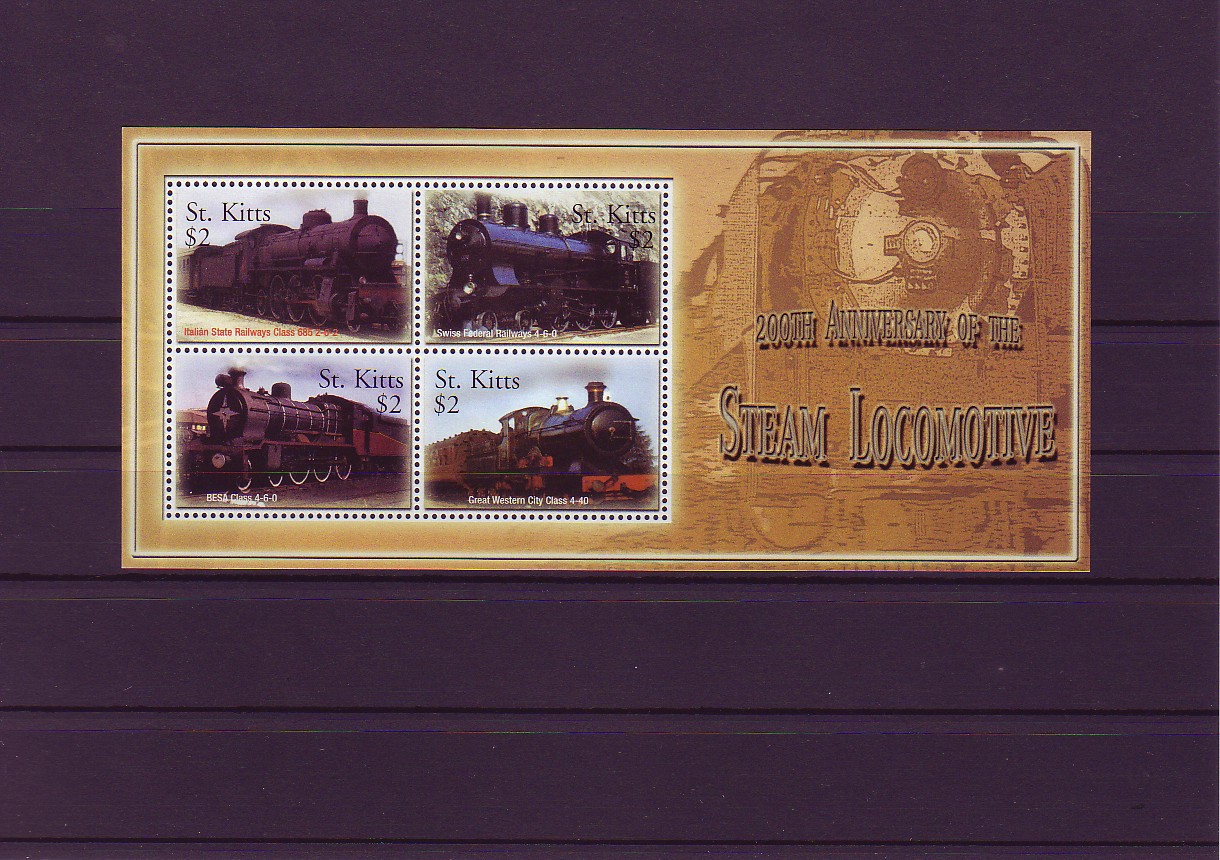 St. Kitts
$2
Italian State Railways Class 685 2-6-2
St. Kitts
$2
Swiss Federal Railways 4-6-0
St. Kitts
$2
BESA Class 4-6-0
St. Kitts
$2
Great Western City Class 4-40
200TH ANNIVERSARY OF THE
STEAM LOCOMOTIVE